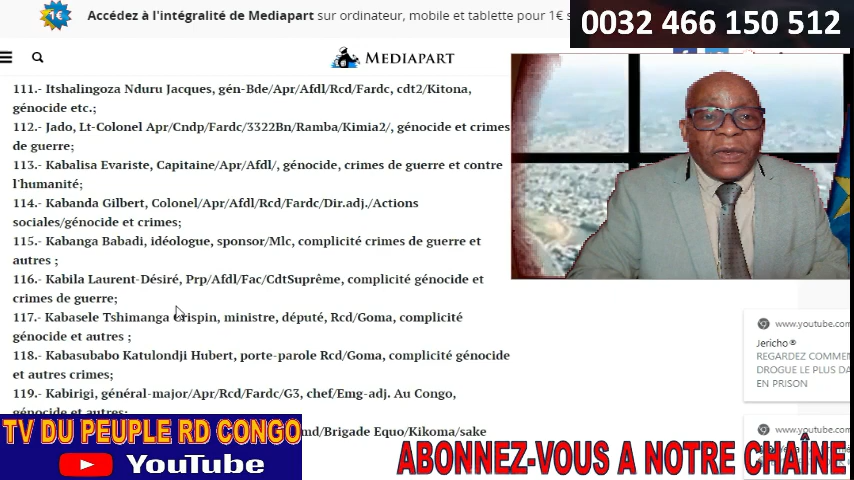 Accédez à l'intégralité de Mediapart sur ordinateur, mobile et tablette pour 1€
0032 466 150 512
1€
MEDIAPART
111.- Itshalingoza Nduru Jacques, gén-Bde/Apr/Afdl/Rcd/Fardc, cdt2/Kitona,
génocide etc.;
112.- Jado, Lt-Colonel Apr/Cndp/Fardc/3322Bn/Ramba/Kimia2/, génocide et crimes
de guerre;
113.- Kabalisa Evariste, Capitaine/Apr/Afdl/, génocide, crimes de guerre et contre
l'humanité;
114.- Kabanda Gilbert, Colonel/Apr/Afdl/Rcd/Fardc/Dir.adj./Actions
sociales/génocide et crimes;
115.- Kabanga Babadi, idéologue, sponsor/Mlc, complicité crimes de guerre et
autres ;
116.- Kabila Laurent-Désiré, Prp/Afdl/Fac/CdtSuprême, complicité génocide et
crimes de guerre;
117.- Kabasele Tshimanga Crispin, ministre, député, Rcd/Goma, complicité
génocide et autres ;
118.- Kabasubabo Katulondji Hubert, porte-parole Rcd/Goma, complicité génocide
et autres crimes;
119.- Kabirigi, général-major/Apr/Rcd/Fardc/G3, chef/Emg-adj. Au Congo,
génocide et autres;
md/Brigade Equo/Kikoma/sake
www.youtube.com
Jericho®
REGARDEZ COMMEN
DROGUE LE PLUS DA
EN PRISON
www.youtube.com
TV DU PEUPLE RD CONGO
YouTube
ABONNEZ-VOUS A NOTRE CHAÎNE